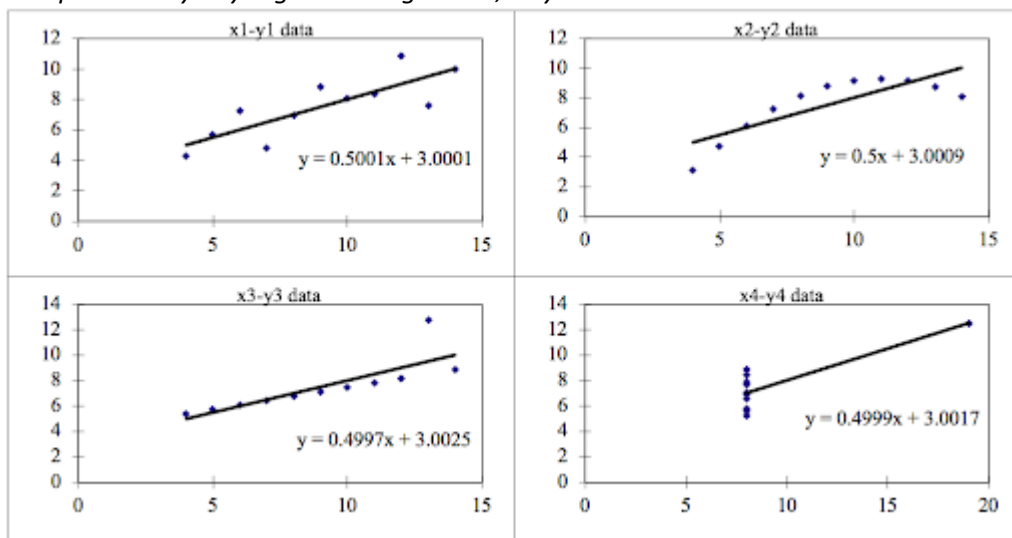 x1-y1 data
12
10
8
6
4
2
0
y = 0.5001x + 3.0001
0 5 10 15
x2-y2 data
12
10
8
6
4
2
0
y = 0.5x + 3.0009
0 5 10 15
x3-y3 data
14
12
10
8
6
4
2
0
y = 0.4997x + 3.0025
0 5 10 15
x4-y4 data
14
12
10
8
6
4
2
0
y = 0.4999x + 3.0017
0 5 10 15 20